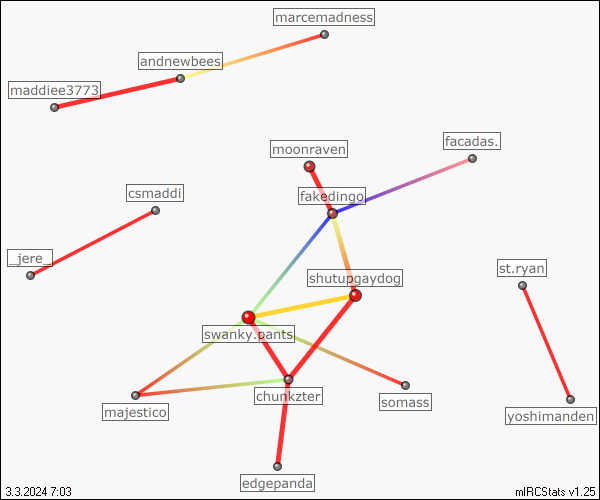 marcemadness
andnewbees
maddiee3773
facadas.
moonraven
csmaddi
fakedingo
_jere_
st.ryan
shutupgaydog
swanky.pants
chunkzter
somass
majestico
yoshimanden
edgepanda
3.3.2024 7:03
mIRCStats v1.25